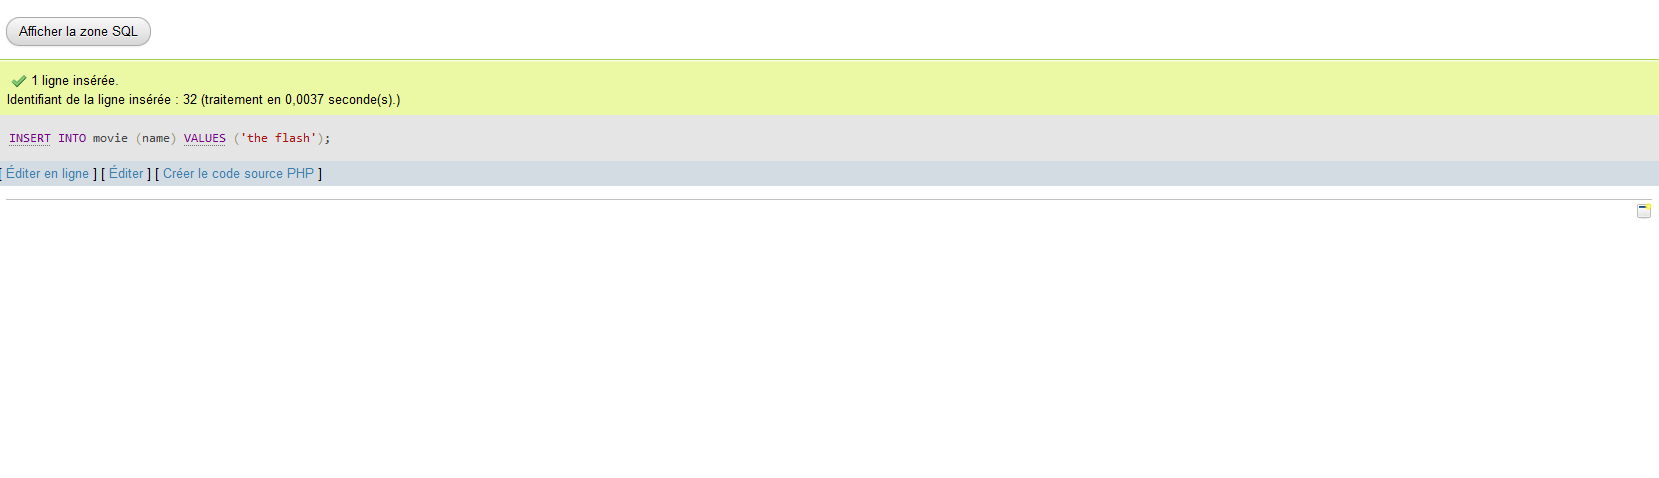 Afficher la zone SQL
1 ligne insérée.
Identifiant de la ligne insérée : 32 (traitement en 0,0037 seconde(s).)
INSERT INTO movie (name) VALUES ('the flash');
[ Éditer en ligne ] [ Éditer ] [ Créer le code source PHP ]